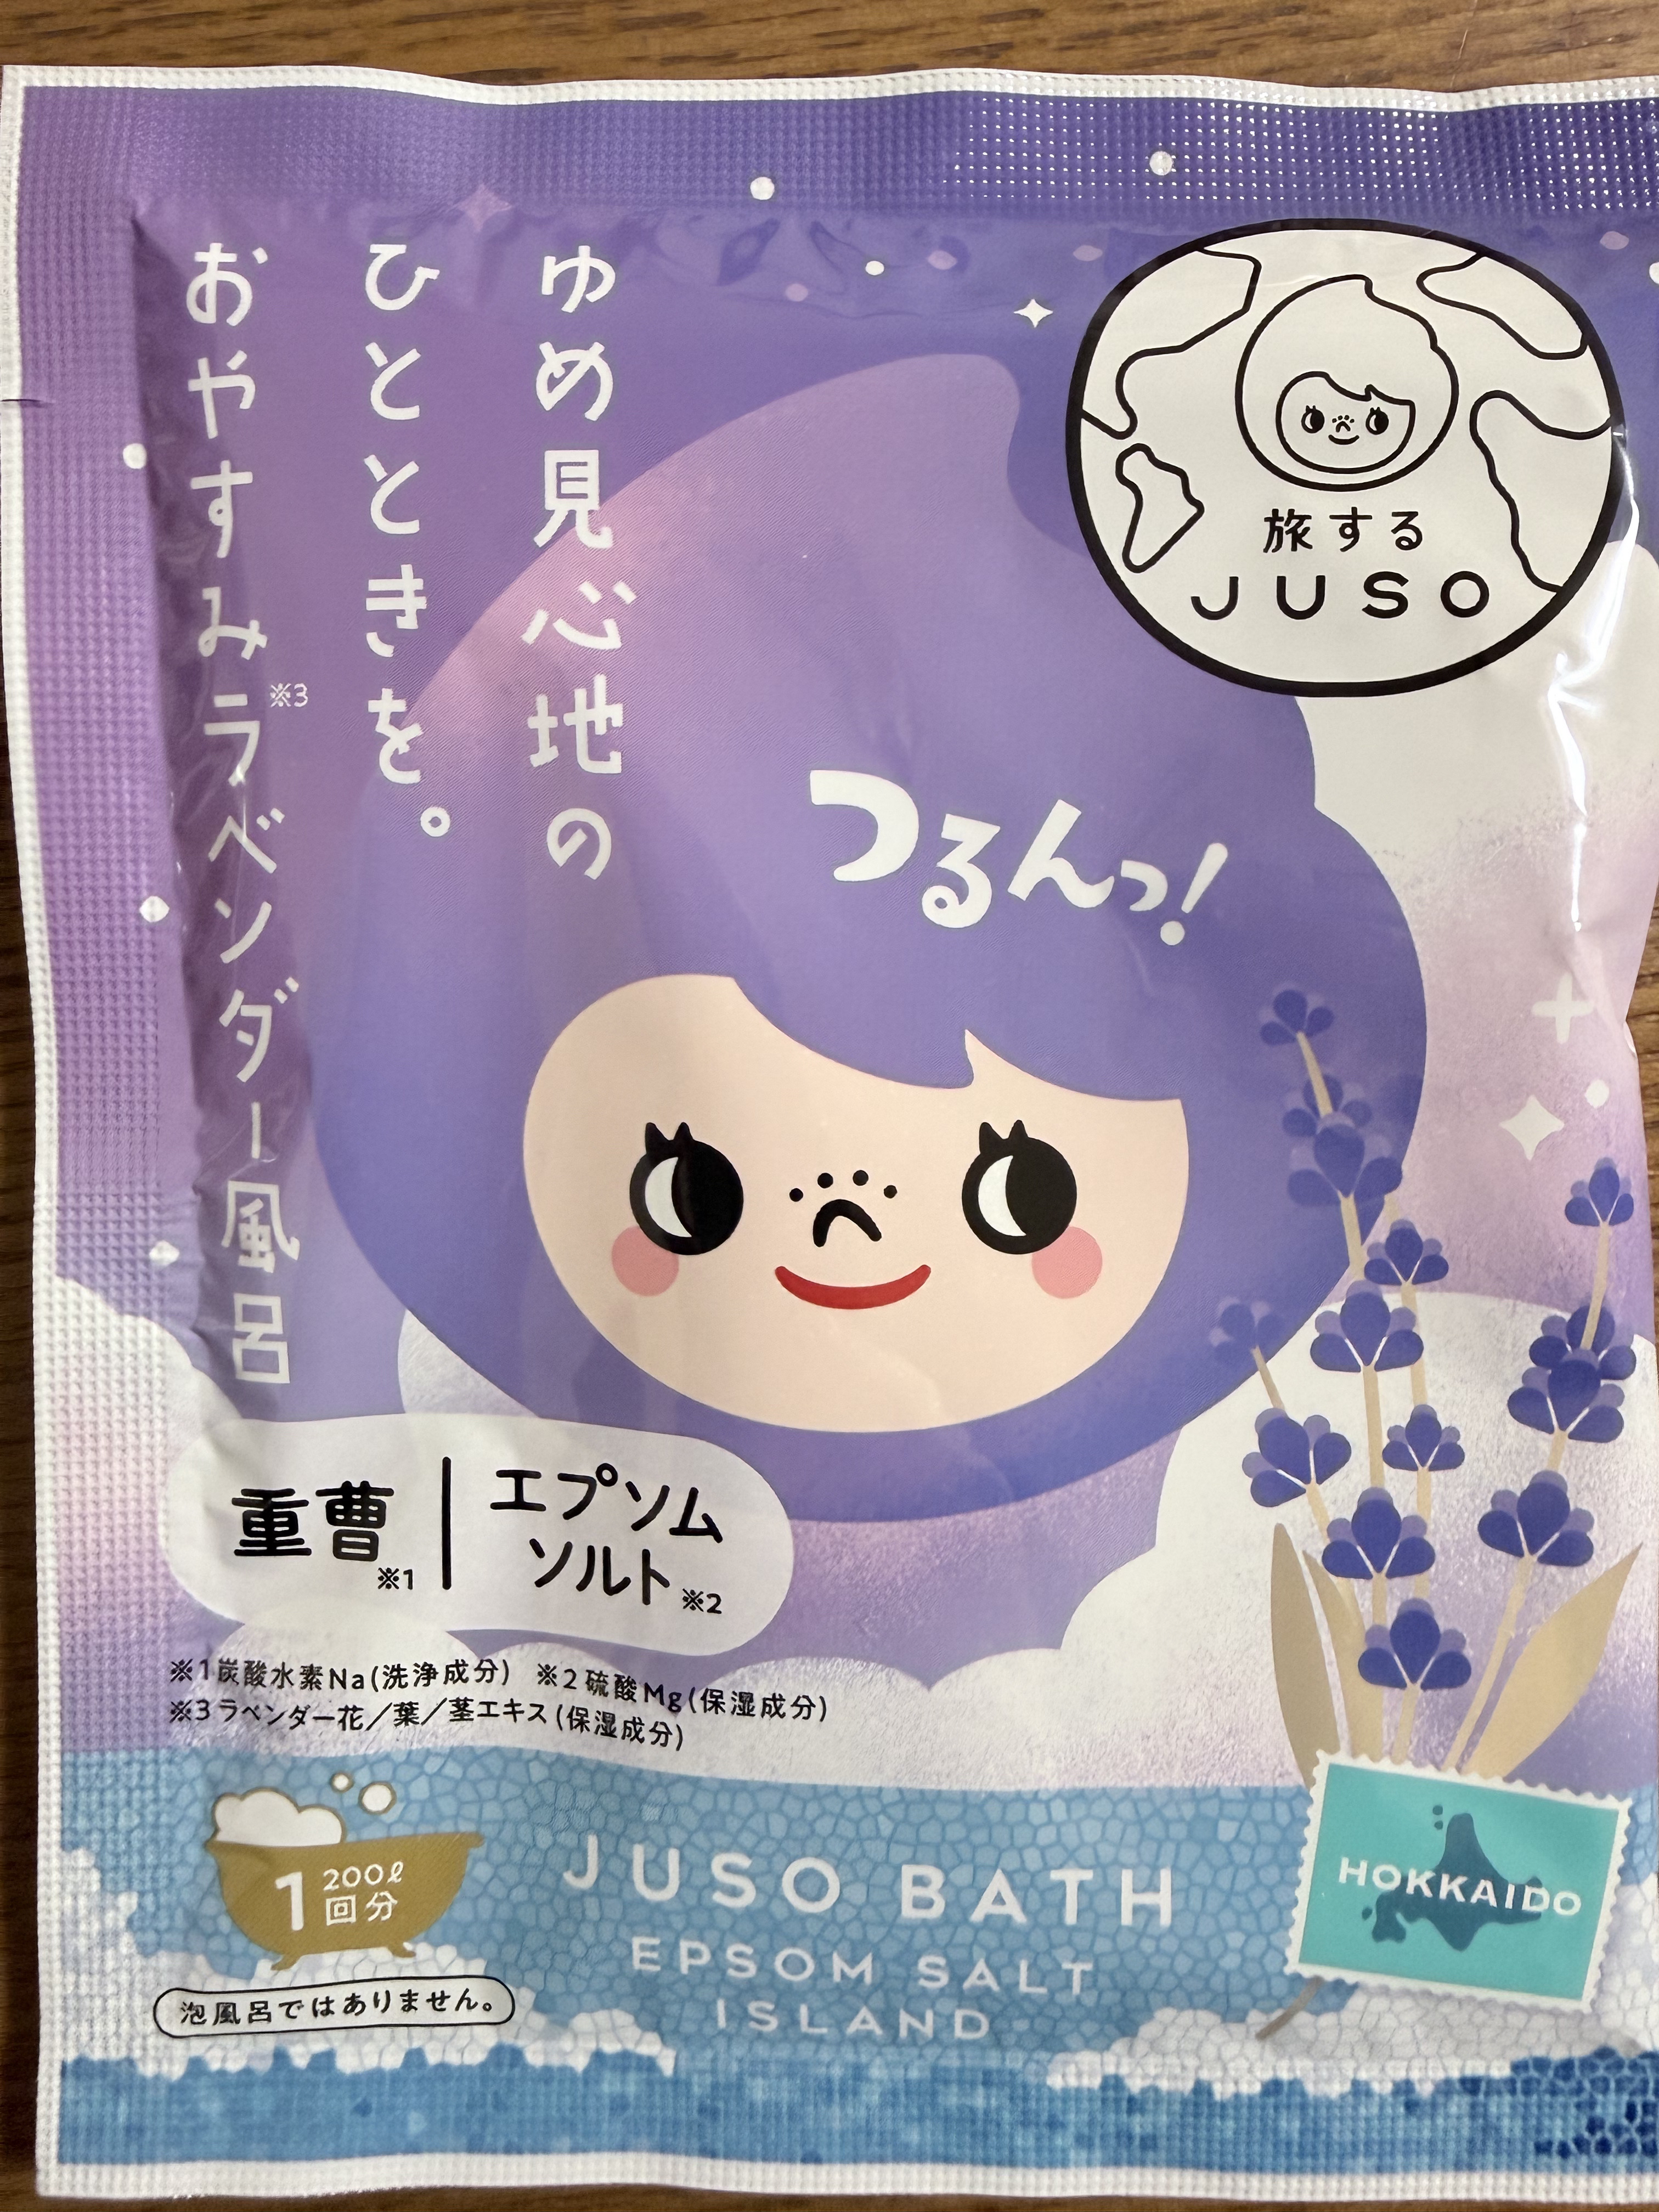 ゆめ見心地の
ひとときを。
おやすみラベンダー風呂
※3
旅する
JUSO
つるんっ!
重曹
※1
エプソム
ソルト※2
※1炭酸水素Na(洗浄成分) ※2硫酸Mg(保湿成分)
※3ラベンダー花/葉/茎エキス(保湿成分)
1
200ℓ
回分
泡風呂ではありません。
JUSO BATH
EPSOM SALT
ISLAND
HOKKAIDO